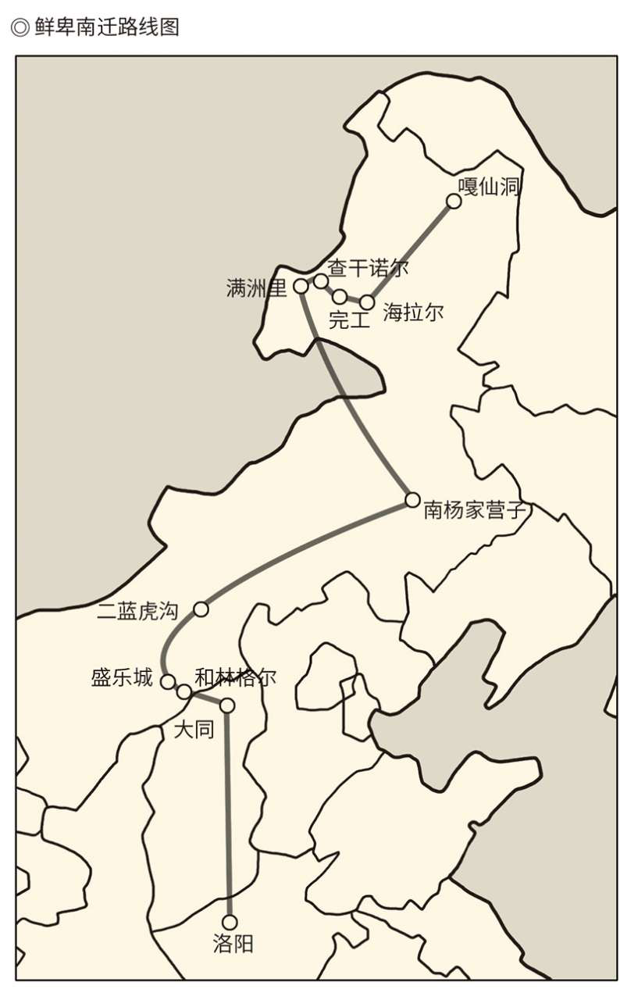 ◎ 鲜卑南迁路线图
嘎仙洞
查干诺尔
满洲里
海拉尔
完工
南杨家营子
二蓝虎沟
盛乐城
和林格尔
大同
洛阳